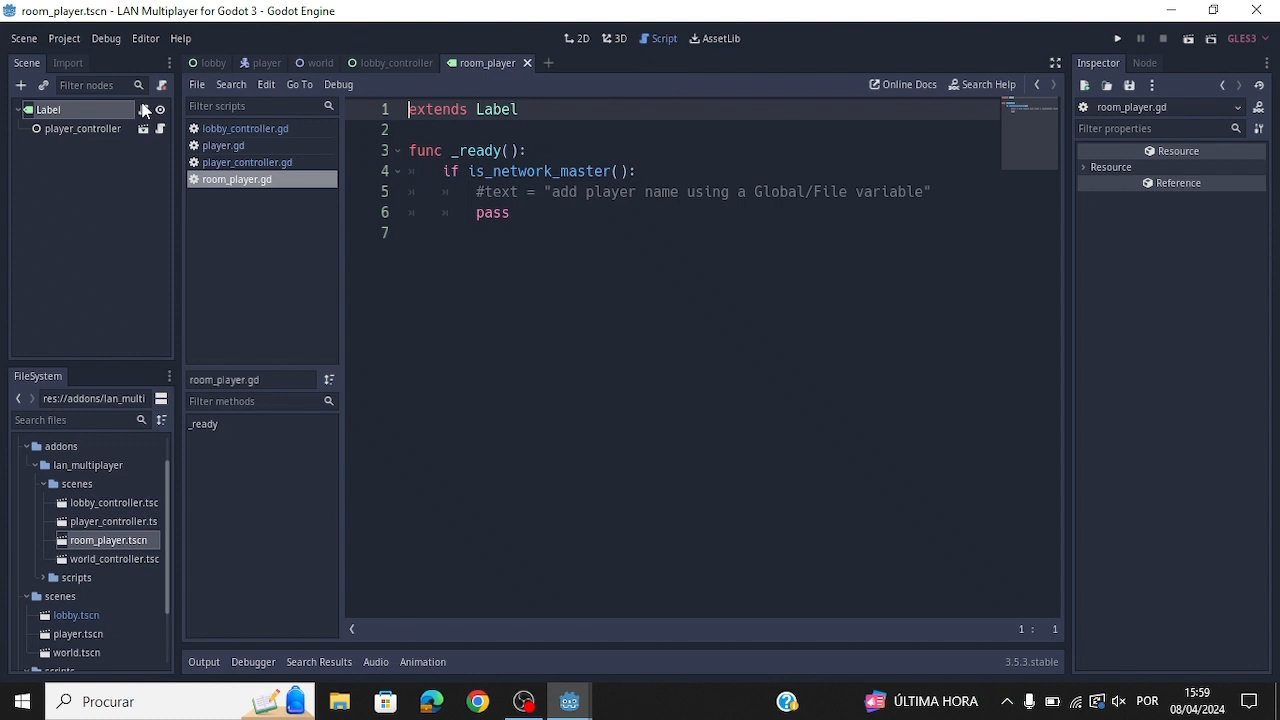 room_player.tscn - LAN Multiplayer for Godot 3 - Godot Engine
Scene Project Debug Editor Help
2D 3D Script AssetLib
GLES3
Scene Import
lobby player world lobby_controller room_player
Inspector Node
Filter nodes
File Search Edit Go To Debug
Online Docs Search Help
Label
player_controller
Filter scripts
lobby_controller.gd
player.gd
player_controller.gd
room_player.gd
room_player.gd
Filter methods
_ready
1 extends Label
2
3 func _ready():
4 if is_network_master():
5 #text = "add player name using a Global/File variable"
6 pass
7
1 : 1
room_player.gd
Filter properties
Resource
Resource
Reference
FileSystem
res://addons/lan_multi
Search files
addons
lan_multiplayer
scenes
lobby_controller.tsc
player_controller.ts
room_player.tscn
world_controller.tsc
scripts
scenes
lobby.tscn
player.tscn
world.tscn
scripts
Output Debugger Search Results Audio Animation
3.5.3.stable
Procurar
ÚLTIMA HORA
POR
15:59
08/04/2024